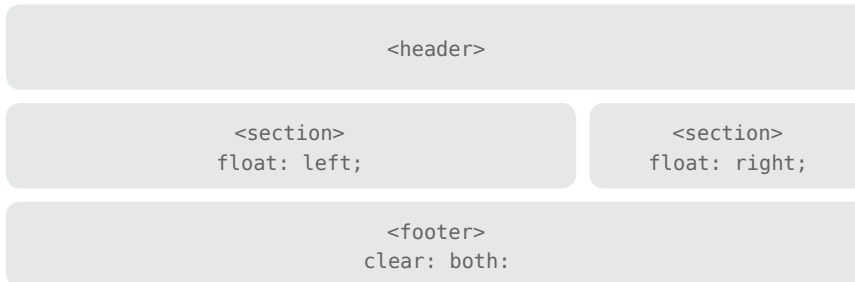 <header>
<section>
float: left;
<section>
float: right;
<footer>
clear: both: